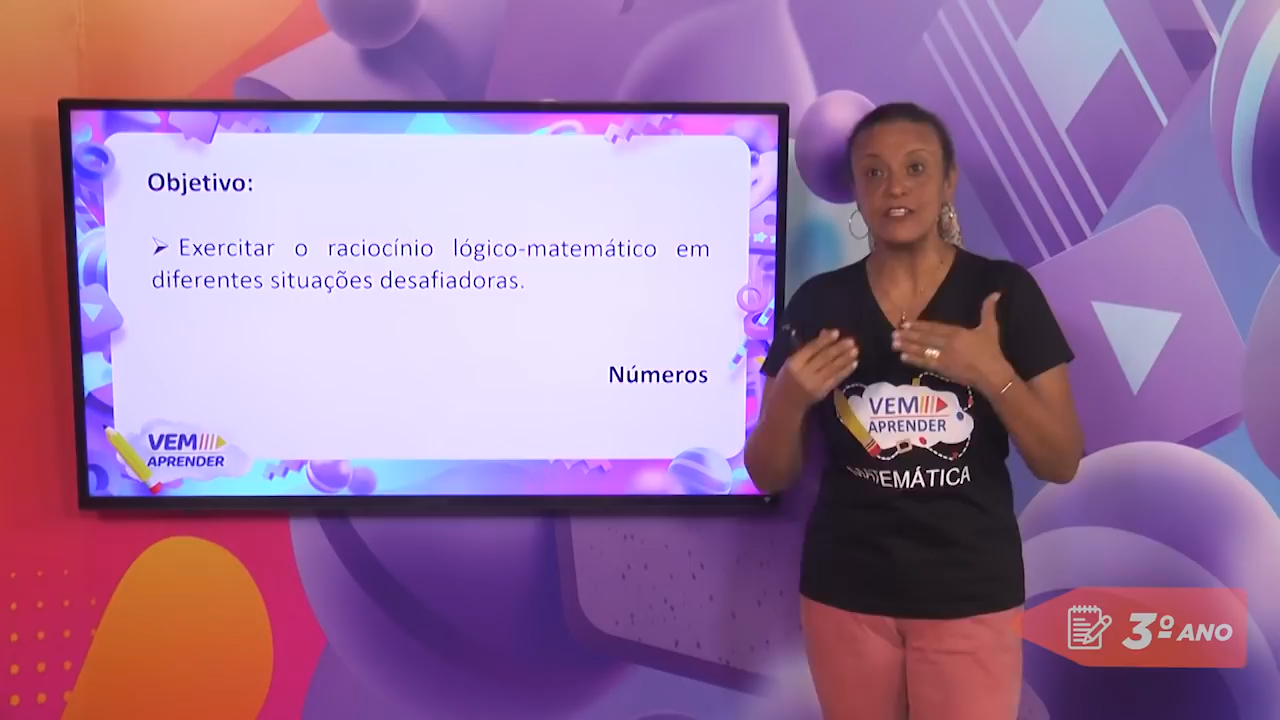 Objetivo:
➢ Exercitar o raciocínio lógico-matemático em
diferentes situações desafiadoras.
Números
VEM
APRENDER
VEM
APRENDER
MATEMÁTICA
3º ANO